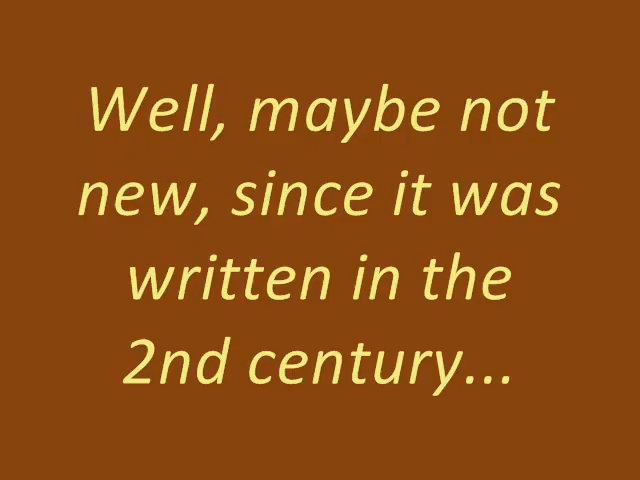 Well, maybe not
new, since it was
written in the
2nd century...